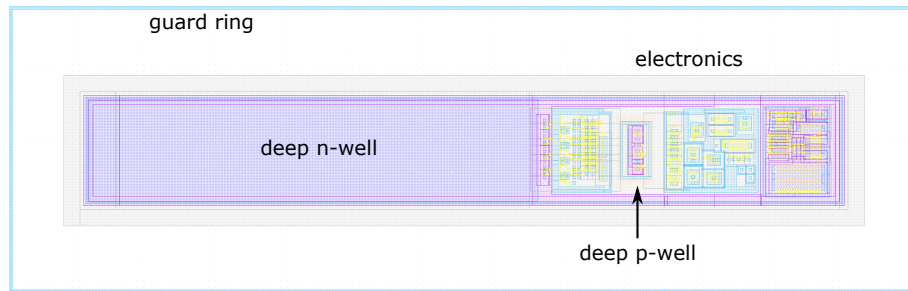 guard ring
electronics
deep n-well
deep p-well